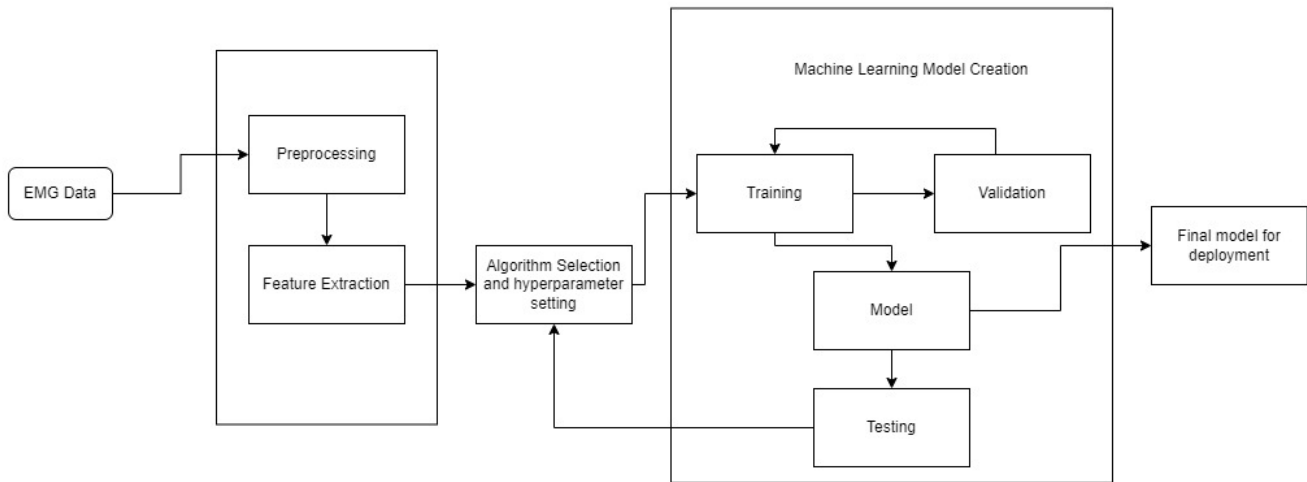 Machine Learning Model Creation
EMG Data
Preprocessing
Feature Extraction
Algorithm Selection
and hyperparameter
setting
Training
Validation
Model
Testing
Final model for
deployment